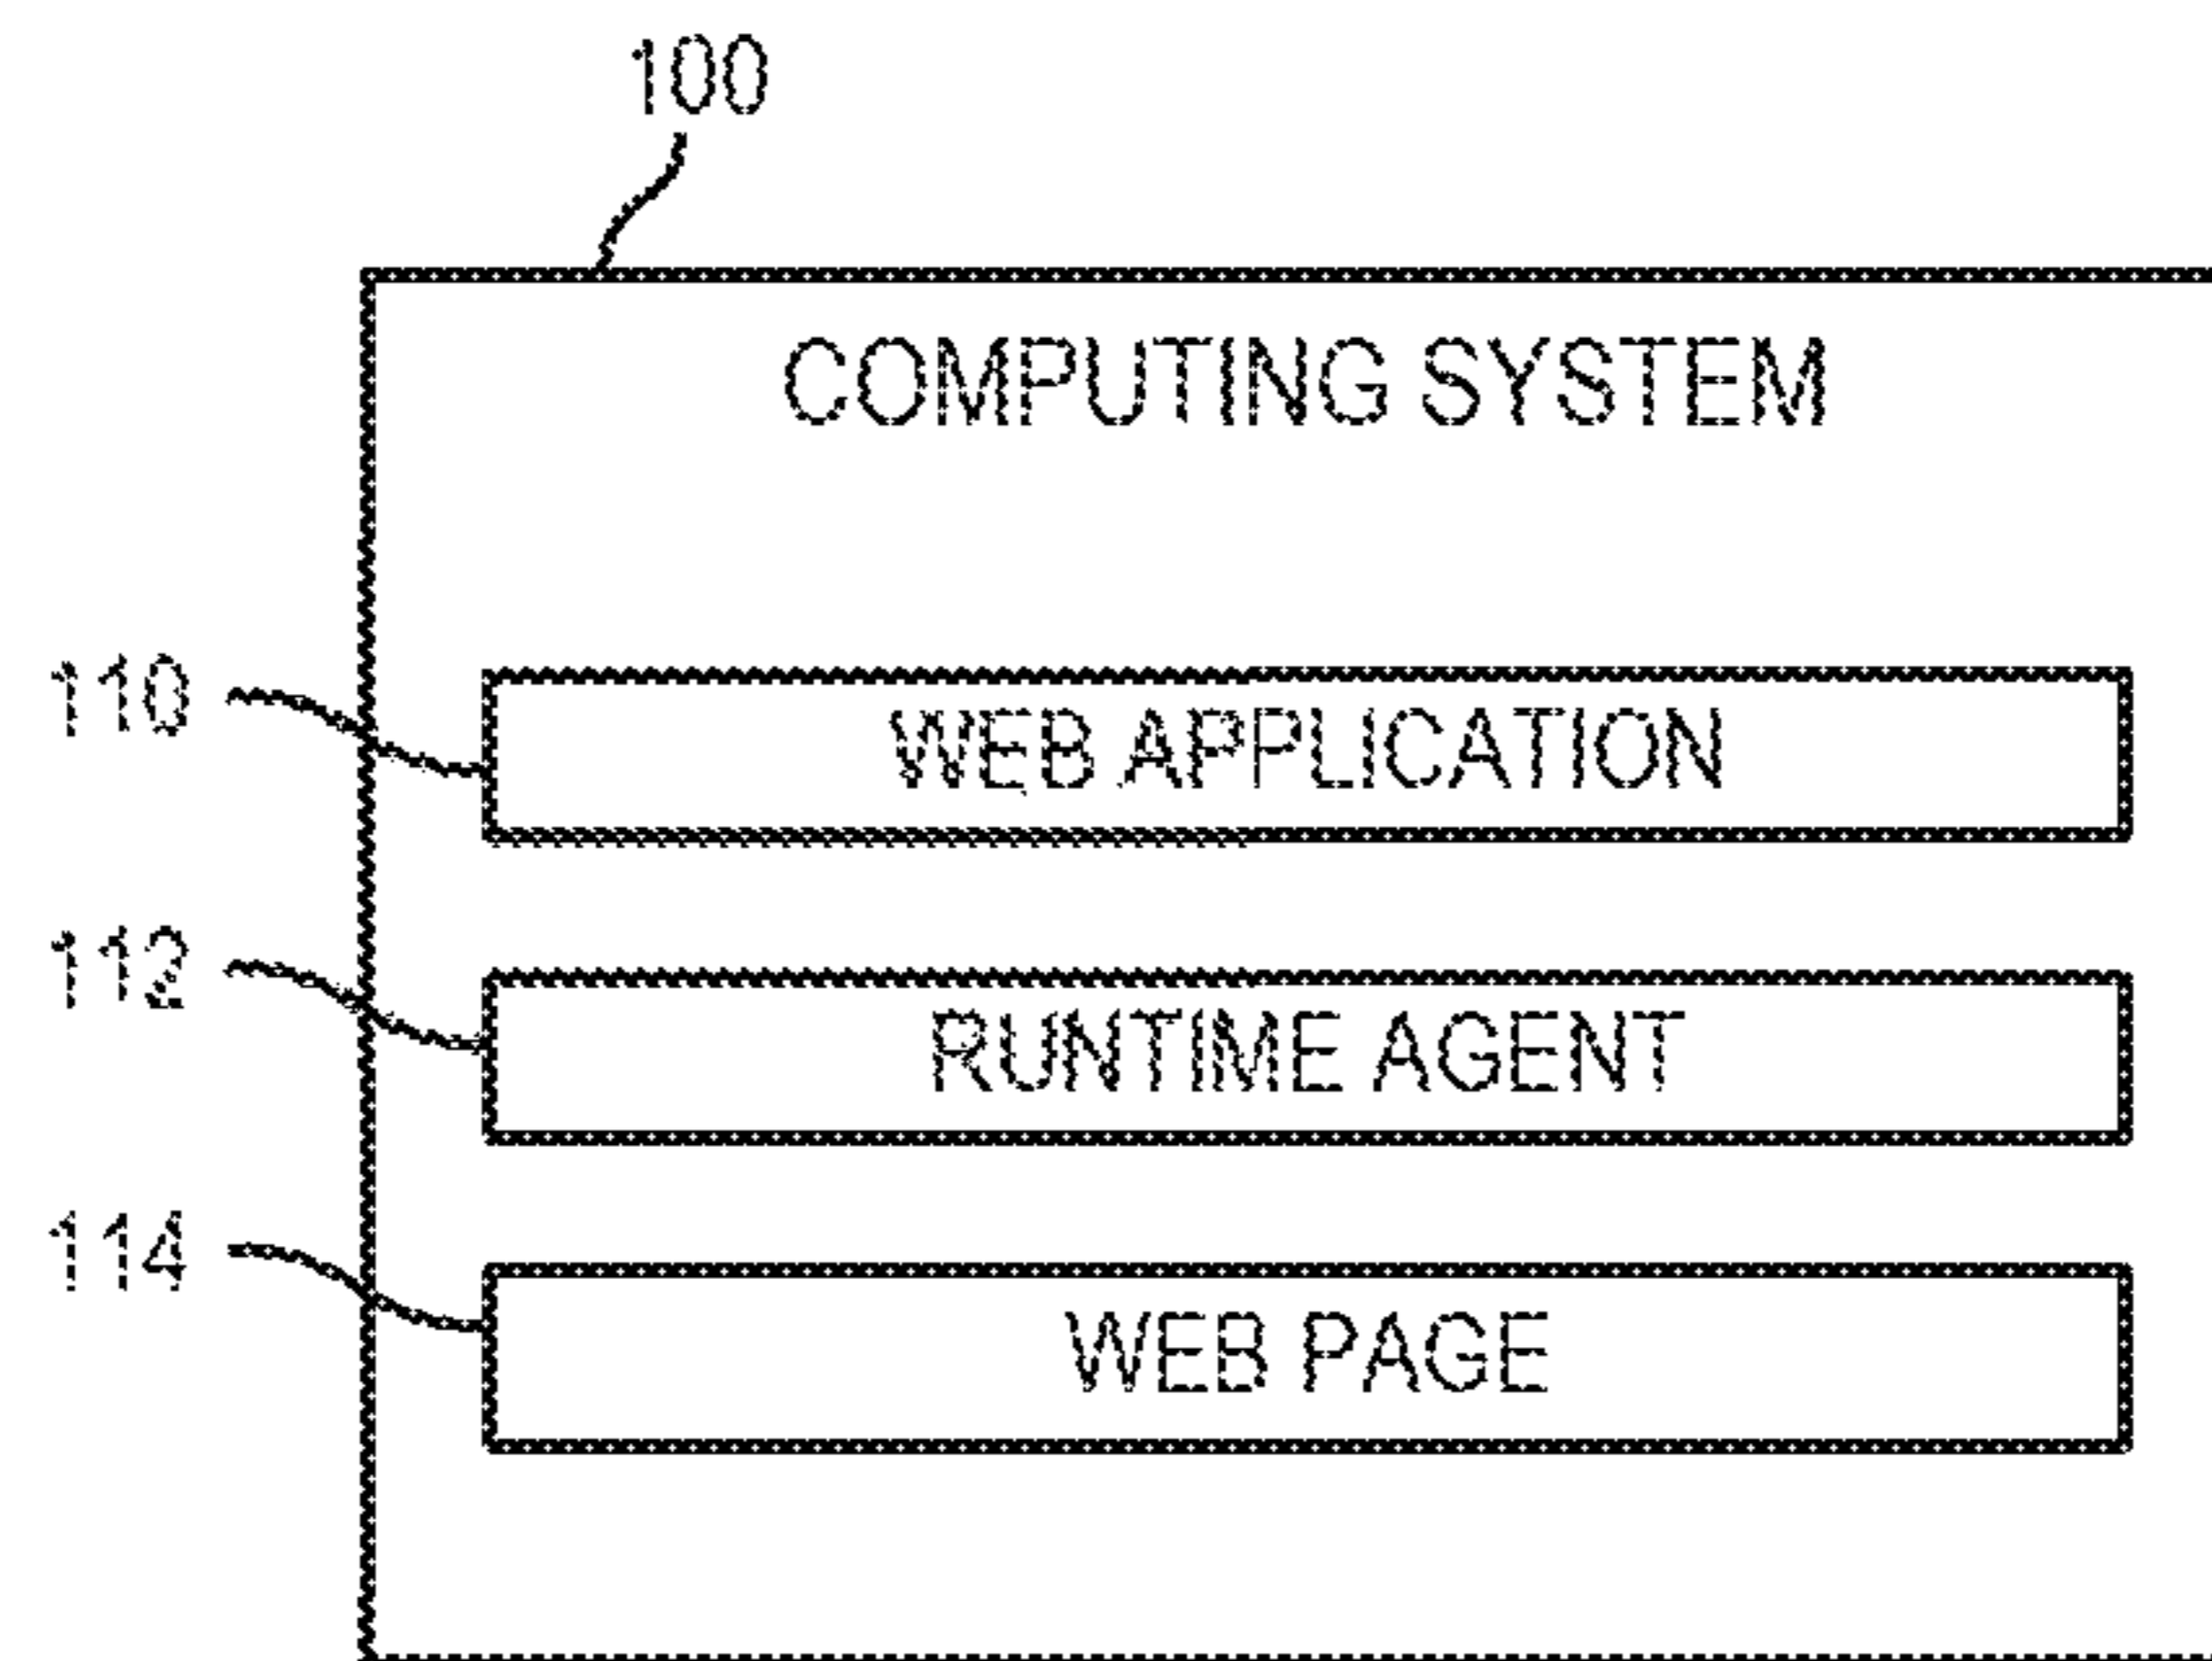 100
COMPUTING SYSTEM
110
WEB APPLICATION
112
RUNTIME AGENT
114
WEB PAGE